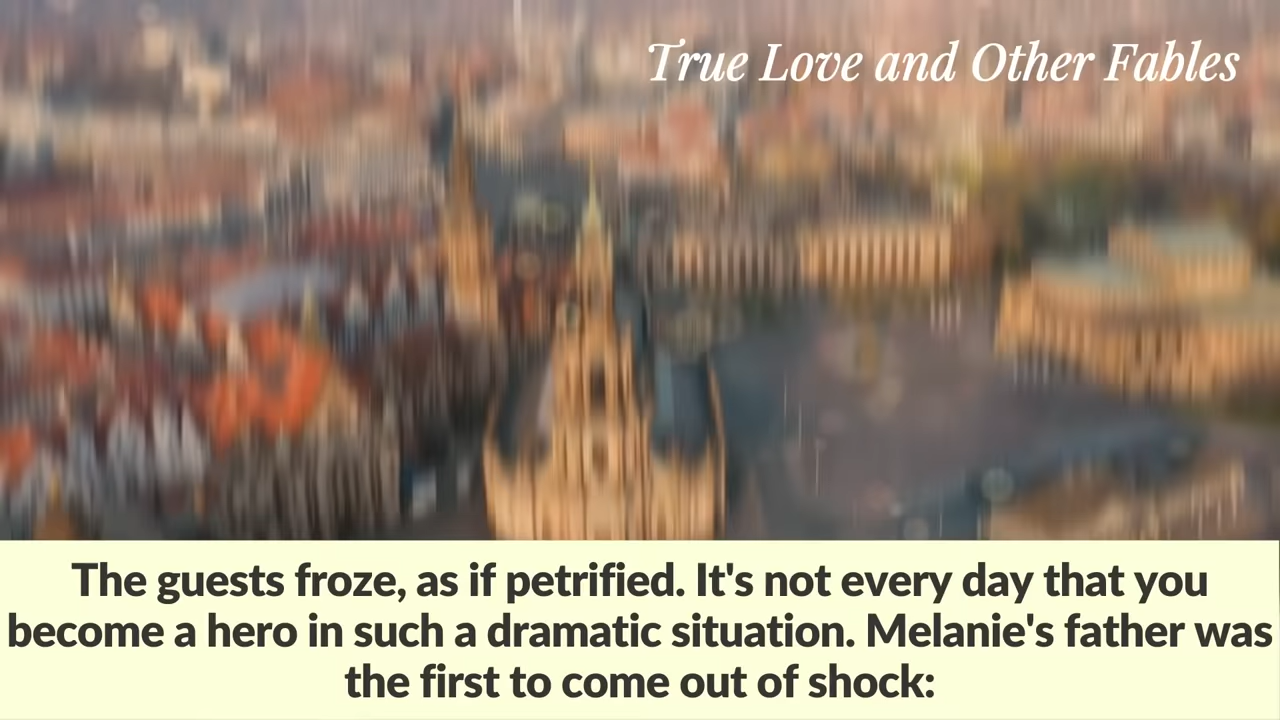 True Love and Other Fables
The guests froze, as if petrified. It's not every day that you
become a hero in such a dramatic situation. Melanie's father was
the first to come out of shock: